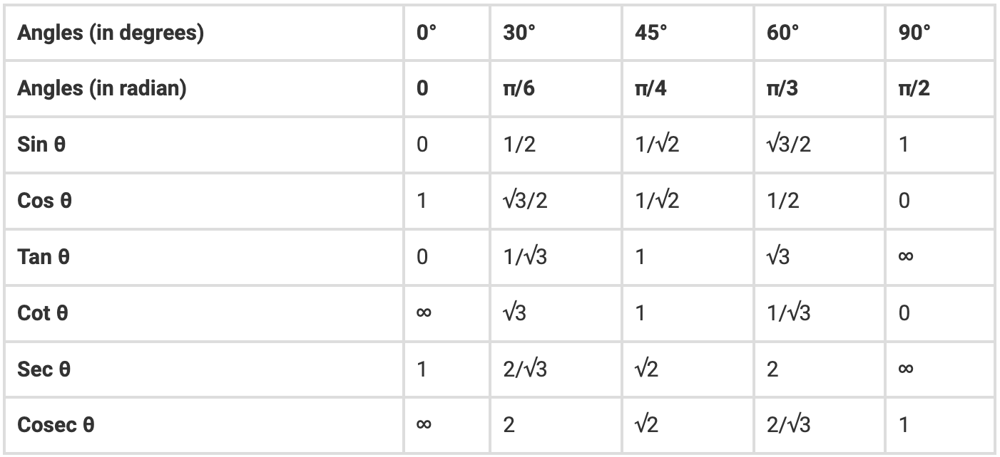 Angles (in degrees) 0° 30° 45° 60° 90°
Angles (in radian) 0 π/6 π/4 π/3 π/2
Sin θ 0 1/2 1/√2 √3/2 1
Cos θ 1 √3/2 1/√2 1/2 0
Tan θ 0 1/√3 1 √3 ∞
Cot θ ∞ √3 1 1/√3 0
Sec θ 1 2/√3 √2 2 ∞
Cosec θ ∞ 2 √2 2/√3 1